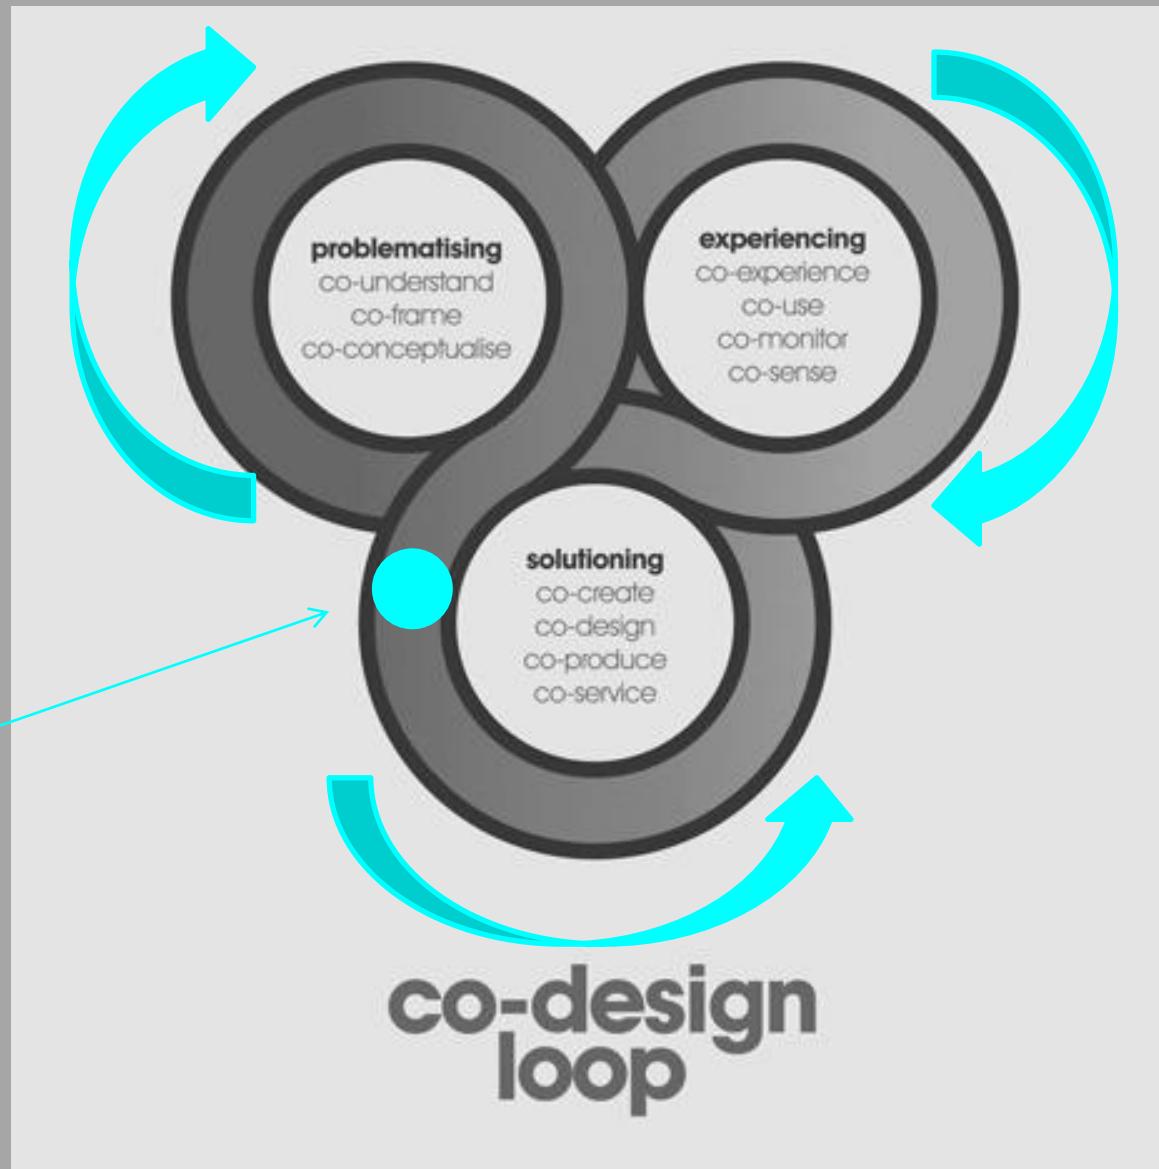 problematising
co-understand
co-frame
co-conceptualise
experiencing
co-experience
co-use
co-monitor
co-sense
solutioning
co-create
co-design
co-produce
co-service
co-design
loop